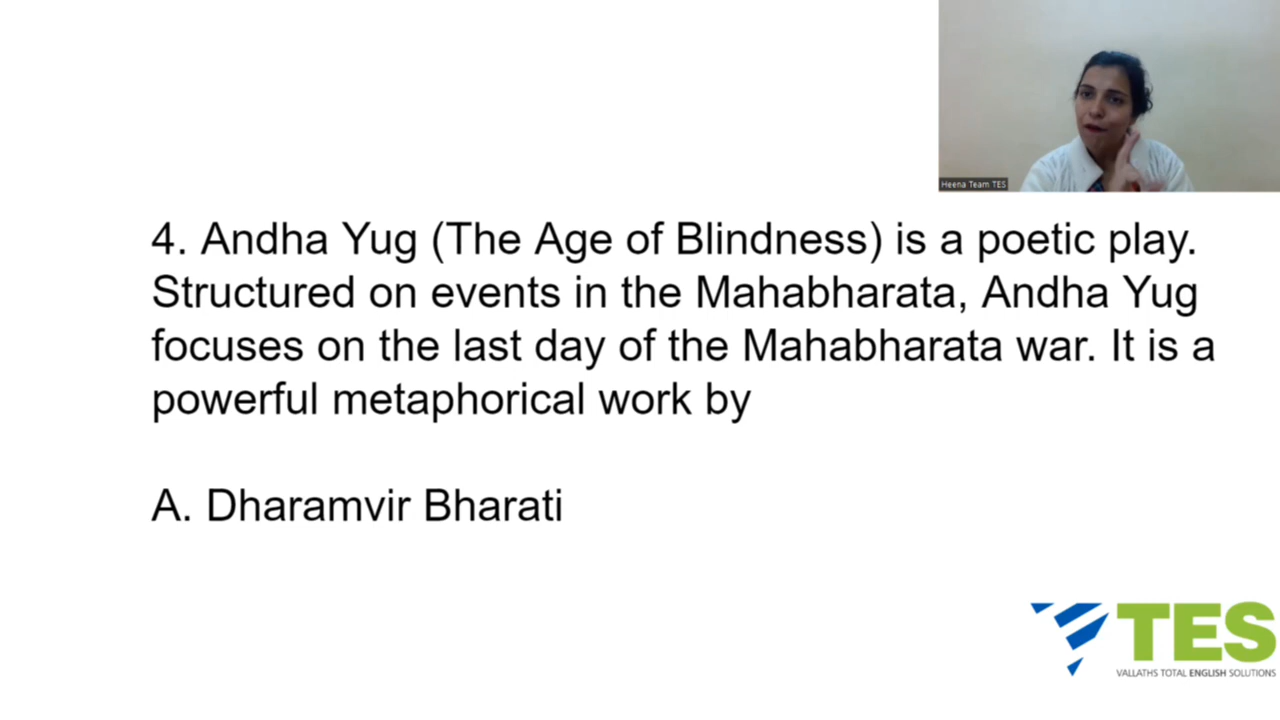 Heena Team TES
4. Andha Yug (The Age of Blindness) is a poetic play.
Structured on events in the Mahabharata, Andha Yug
focuses on the last day of the Mahabharata war. It is a
powerful metaphorical work by
A. Dharamvir Bharati
TES
VALLATHS TOTAL ENGLISH SOLUTIONS